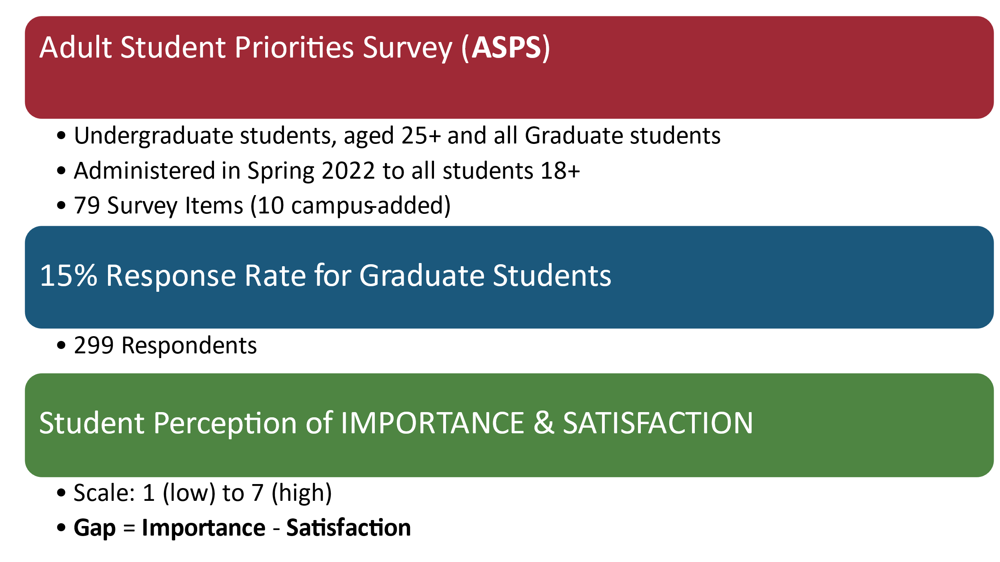 Adult Student Priorities Survey (ASPS)
• Undergraduate students, aged 25+ and all Graduate students
• Administered in Spring 2022 to all students 18+
• 79 Survey Items (10 campus-added)
15% Response Rate for Graduate Students
• 299 Respondents
Student Perception of IMPORTANCE & SATISFACTION
• Scale: 1 (low) to 7 (high)
• Gap = Importance - Satisfaction